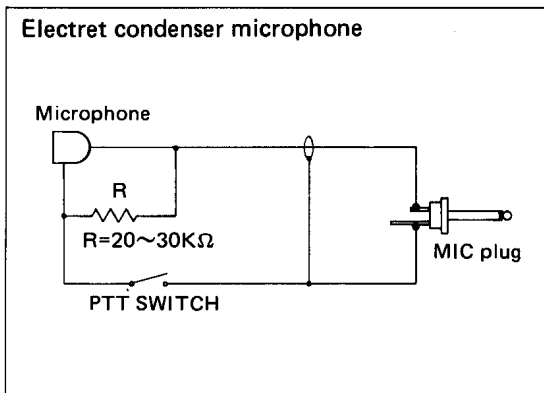 Electret condenser microphone
Microphone
R
R=20~30KΩ
MIC plug
PTT SWITCH